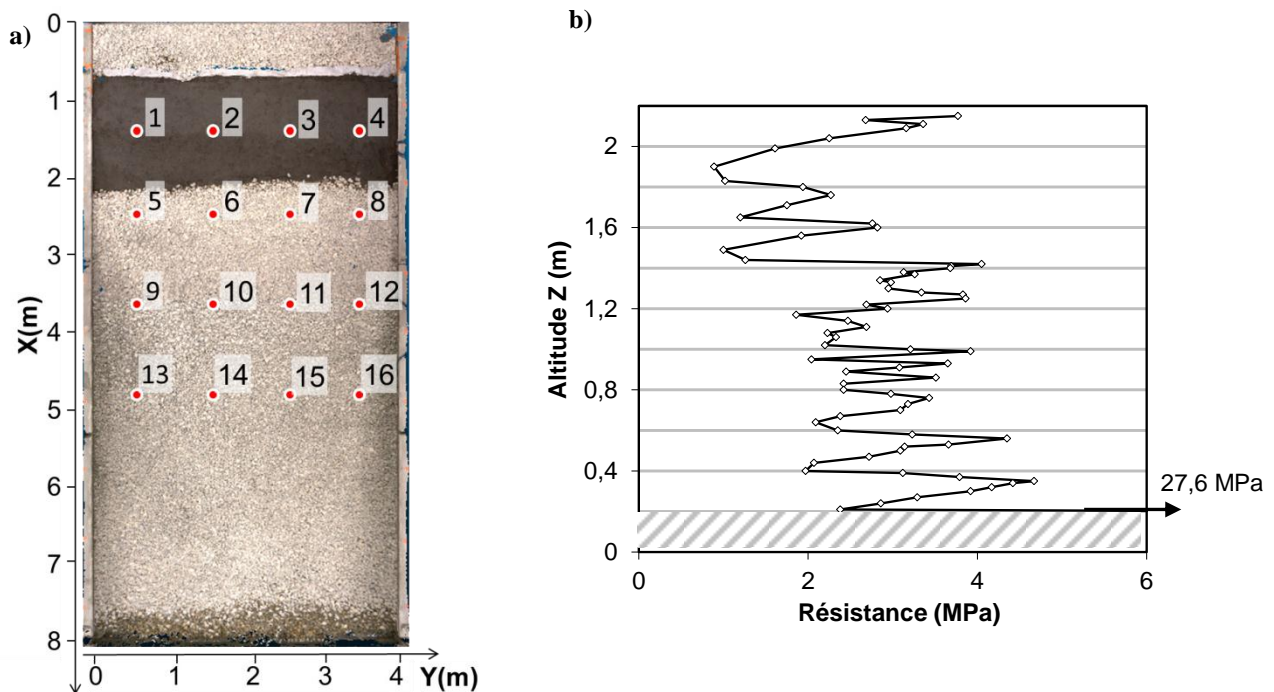 a)
0
1
2
3
4
5
6
7
8
X(m)
1 2 3 4
5 6 7 8
9 10 11 12
13 14 15 16
0 1 2 3 4 Y(m)
b)
2
1,6
1,2
0,8
0,4
0
Altitude Z (m)
27,6 MPa
0 2 4 6
Résistance (MPa)